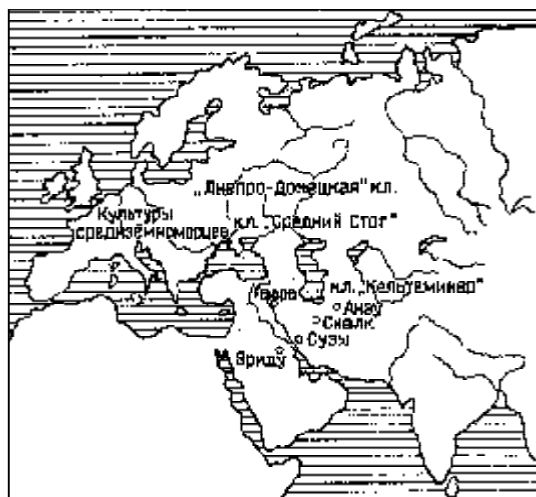 „Днепро-Донецкая" кл.
Культуры
средиземноморцев
кл. „Средний Стог"
кл. „Кельтеминар"
Анау
Сиалк
Сузы
Эриду